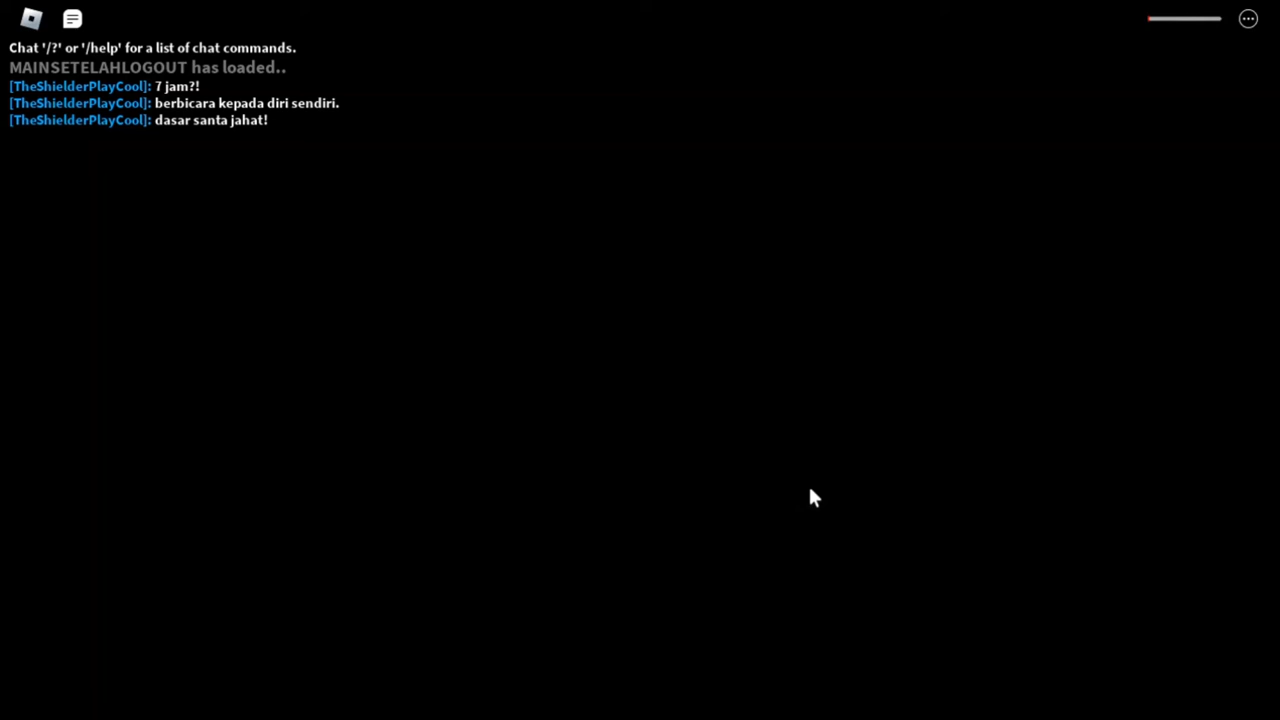 Chat '/?' or '/help' for a list of chat commands.
MAINSETELAHLOGOUT has loaded..
[TheShielderPlayCool]: 7 jam?!
[TheShielderPlayCool]: berbicara kepada diri sendiri.
[TheShielderPlayCool]: dasar santa jahat!